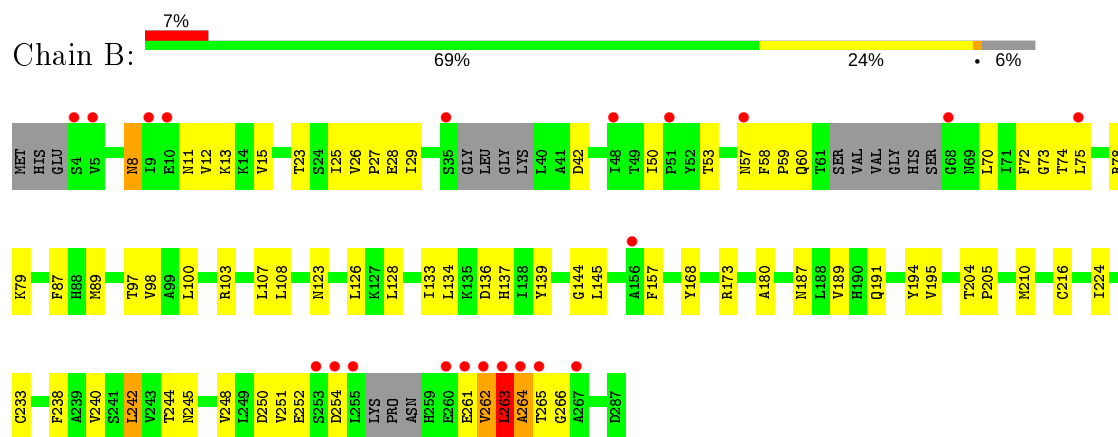 7%
Chain B:
69% 24% • 6%
MET HIS GLU S4 V5 N8 I9 E10 N11 V12 K13 K14 V15 T23 S24 I25 V26 P27 E28 I29 S35 GLY LEU GLY LYS L40 A41 D42 I48 T49 I50 P51 Y52 T53 N57 F58 P59 Q60 T61 SER VAL VAL GLY HIS SER G68 N69 L70 I71 F72 G73 T74 L75 R78
K79 F87 H88 M89 T97 V98 A99 L100 R103 L107 L108 N123 L126 K127 L128 I133 L134 K135 D136 H137 I138 Y139 G144 L145 A156 F157 Y168 R173 A180 N187 L188 V189 H190 Q191 Y194 V195 T204 P205 M210 C216 I224
C233 F238 A239 V240 S241 L242 V243 T244 N245 V248 L249 D250 V251 E252 S253 D254 L255 LYS PRO ASN H259 E260 E261 V262 L263 A264 T265 G266 A267 D287